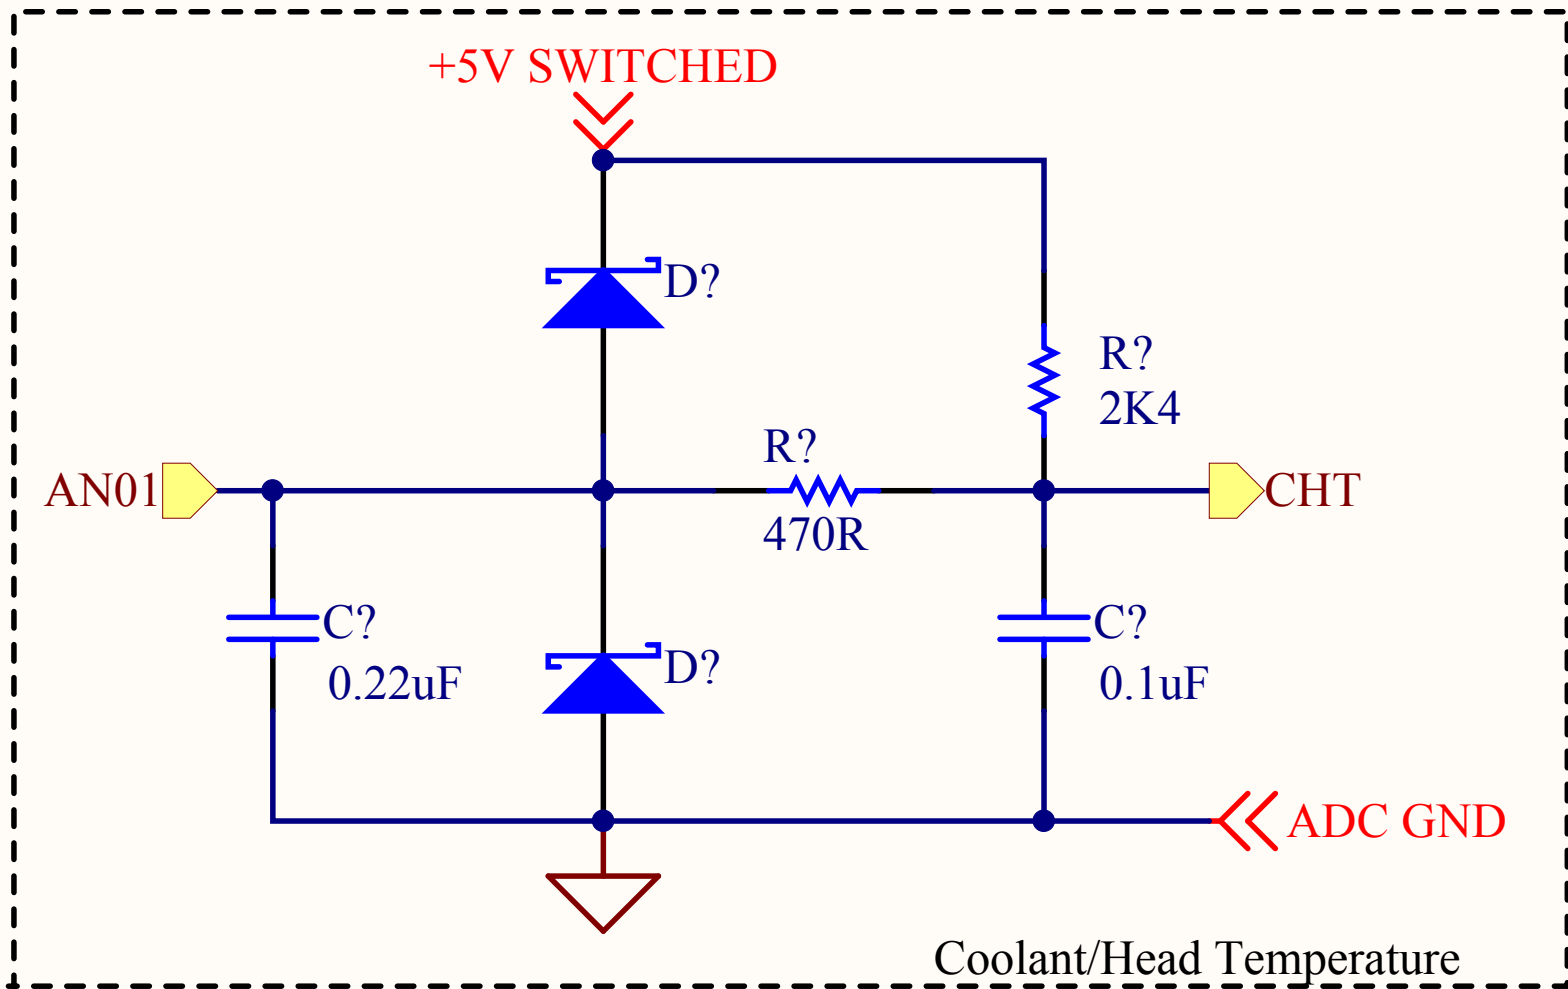 +5V SWITCHED
D?
R?
2K4
R?
AN01
CHT
470R
C?
0.22uF
D?
C?
0.1uF
ADC GND
Coolant/Head Temperature